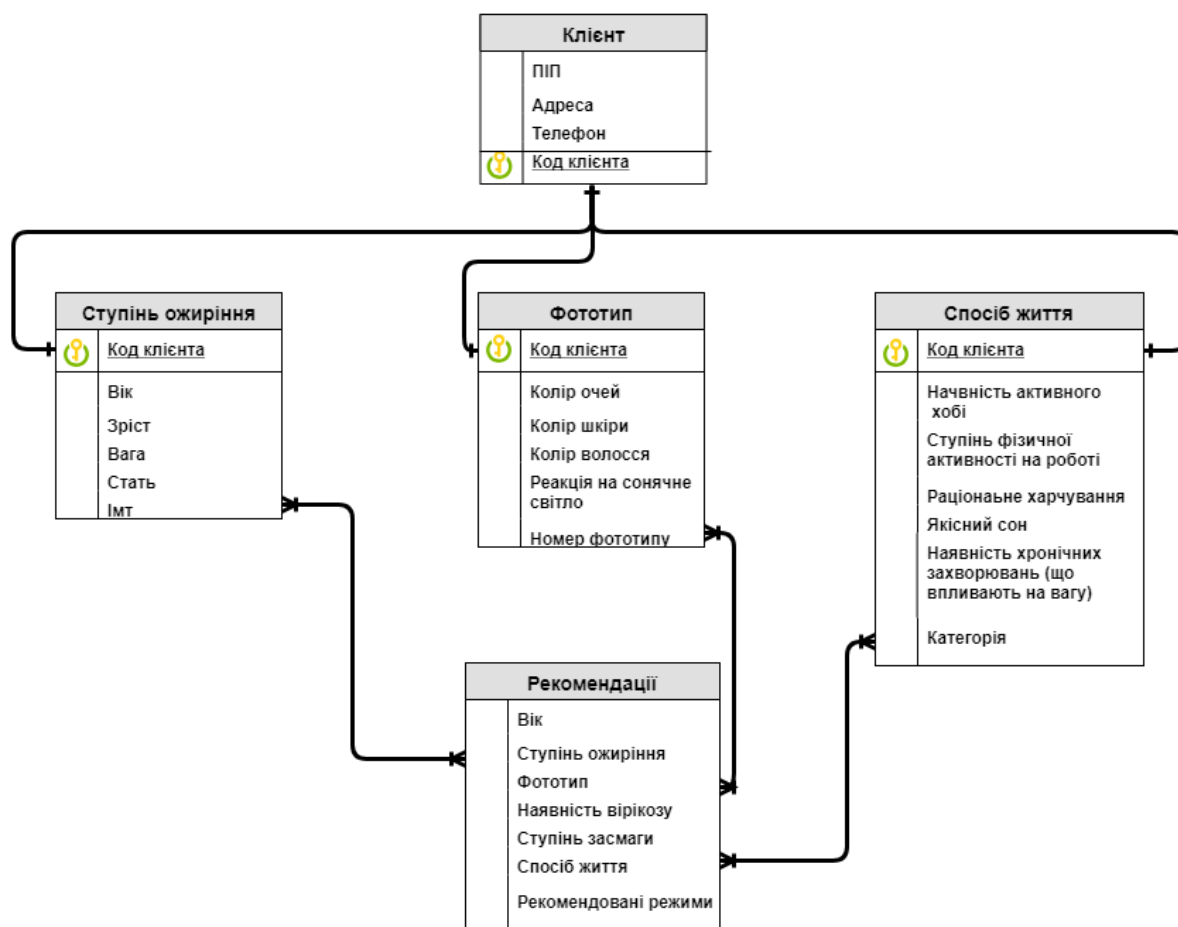 Клієнт
ПІП
Адреса
Телефон
Код клієнта
Ступінь ожиріння
Код клієнта
Вік
Зріст
Вага
Стать
Імт
Фототип
Код клієнта
Колір очей
Колір шкіри
Колір волосся
Реакція на сонячне
світло
Номер фототипу
Спосіб життя
Код клієнта
Начвність активного
хобі
Ступінь фізичної
активності на роботі
Раціонаьне харчування
Якісний сон
Наявність хронічних
захворювань (що
впливають на вагу)
Категорія
Рекомендації
Вік
Ступінь ожиріння
Фототип
Наявність вірікозу
Ступінь засмаги
Спосіб життя
Рекомендовані режими